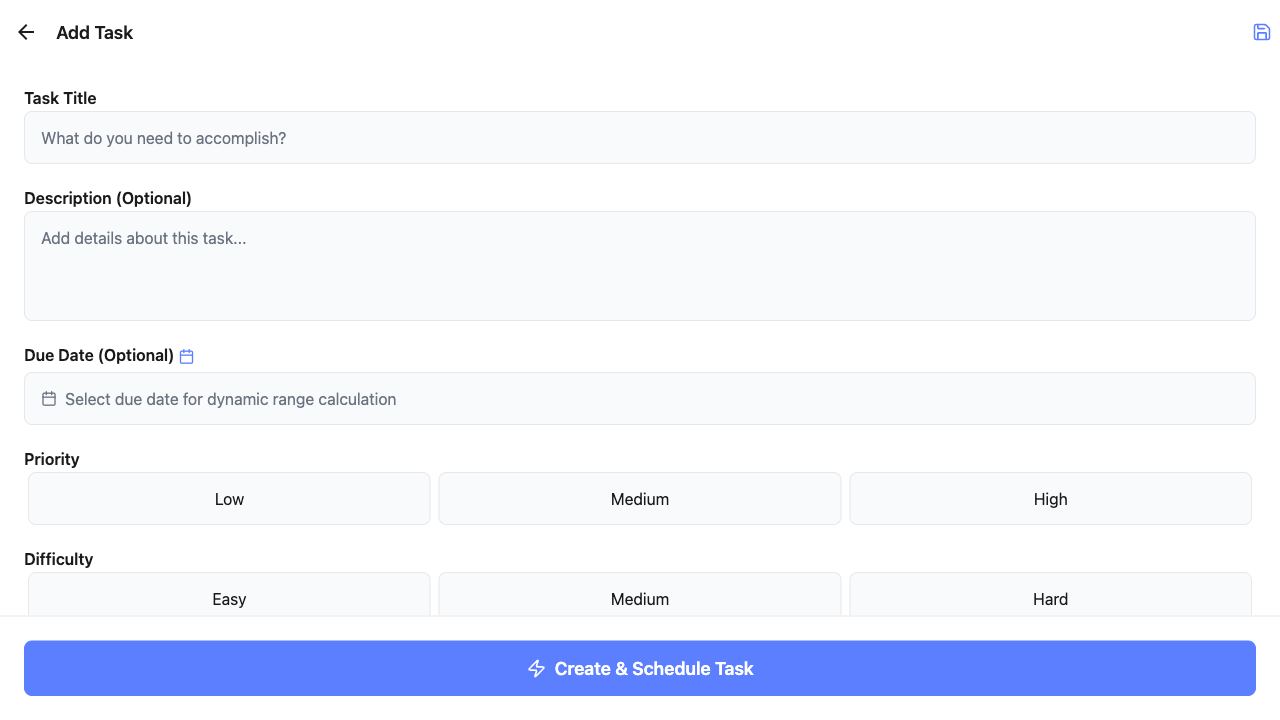 Add Task
Task Title
What do you need to accomplish?
Description (Optional)
Add details about this task...
Due Date (Optional)
Select due date for dynamic range calculation
Priority
Low Medium High
Difficulty
Easy Medium Hard
Create & Schedule Task